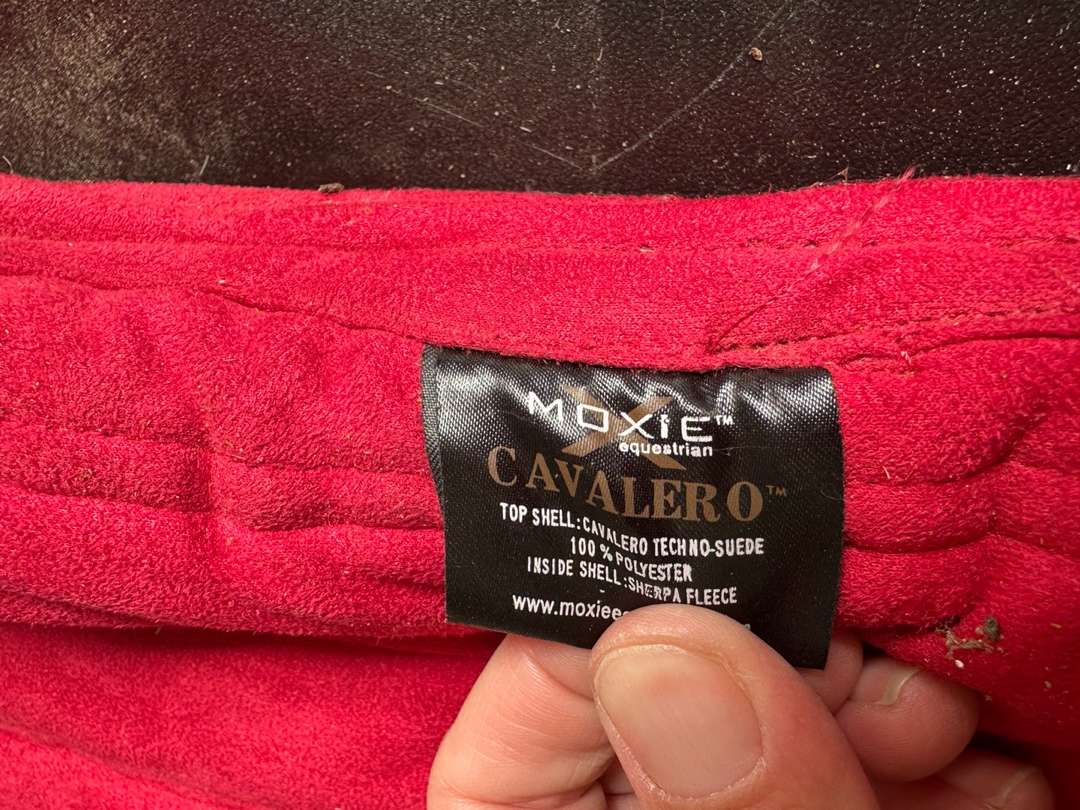 MOXiE™
equestrian
CAVALERO™
TOP SHELL:CAVALERO TECHNO-SUEDE
100 % POLYESTER
INSIDE SHELL:SHERPA FLEECE